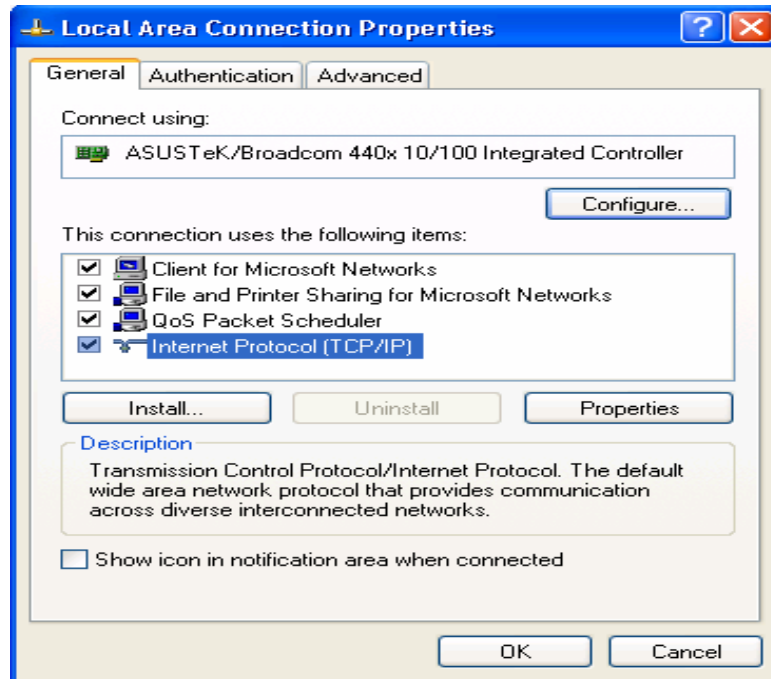 Local Area Connection Properties
General Authentication Advanced
Connect using:
ASUSTeK/Broadcom 440x 10/100 Integrated Controller
Configure...
This connection uses the following items:
Client for Microsoft Networks
File and Printer Sharing for Microsoft Networks
QoS Packet Scheduler
Internet Protocol (TCP/IP)
Install... Uninstall Properties
Description
Transmission Control Protocol/Internet Protocol. The default
wide area network protocol that provides communication
across diverse interconnected networks.
Show icon in notification area when connected
OK Cancel